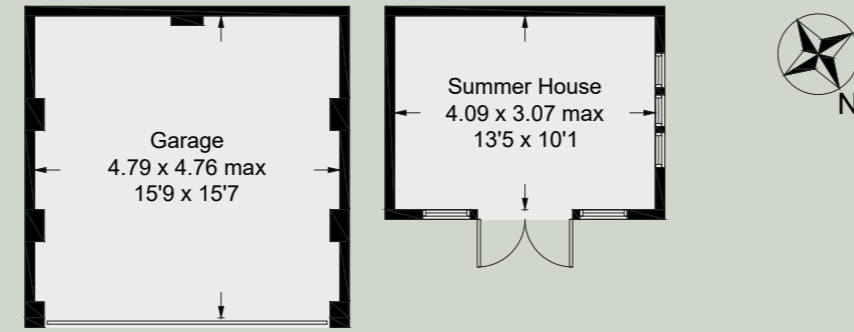 Garage
4.79 x 4.76 max
15'9 x 15'7
Summer House
4.09 x 3.07 max
13'5 x 10'1
N